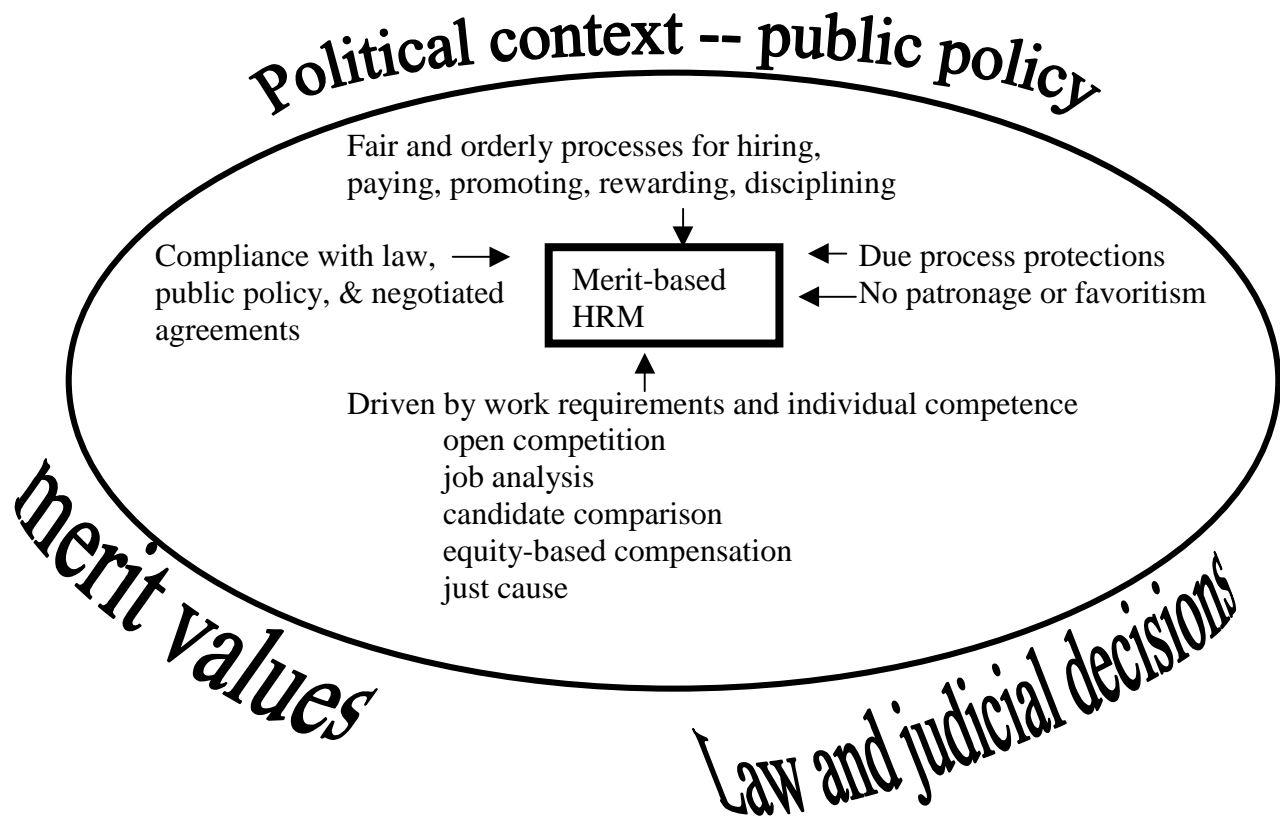 Political context -- public policy
Fair and orderly processes for hiring,
paying, promoting, rewarding, disciplining
Compliance with law,
public policy, & negotiated
agreements
Merit-based
HRM
Due process protections
No patronage or favoritism
Driven by work requirements and individual competence
open competition
job analysis
candidate comparison
equity-based compensation
just cause
merit values
Law and judicial decisions